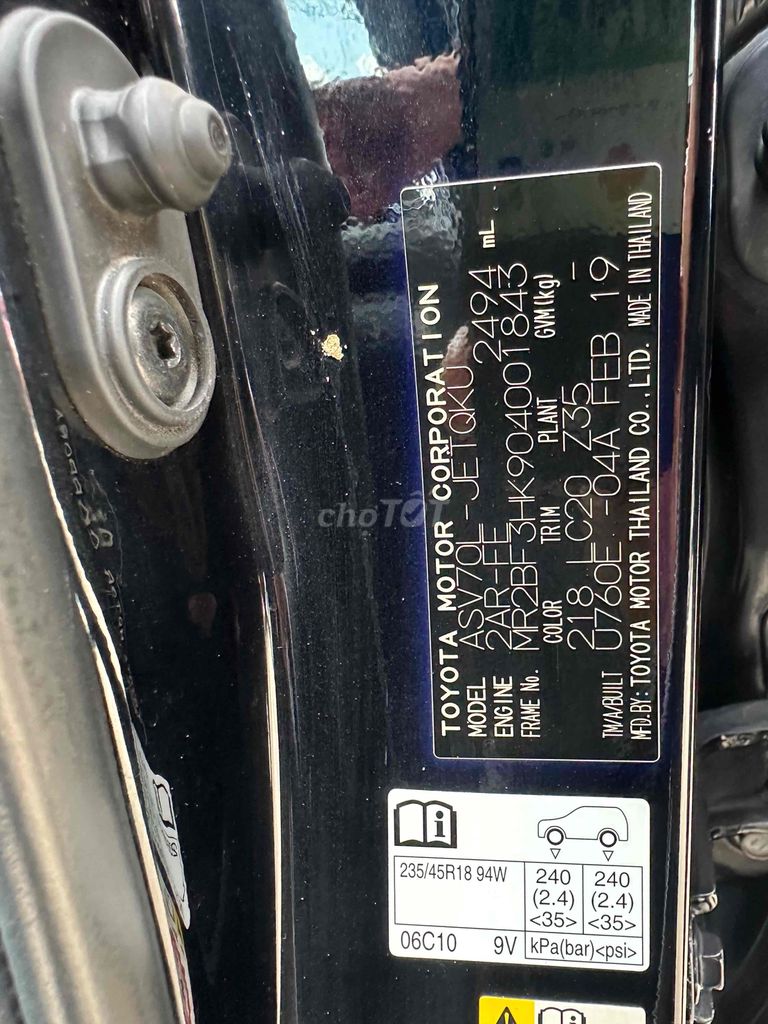 TOYOTA MOTOR CORPORATION
MODEL ASV70L-JETQKU
ENGINE 2AR-FE 2494 mL
FRAME No. MR2BF3HK904001843
COLOR TRIM PLANT GVM(kg)
218 LC20 Z35 -
TM/A/BUILT U760E -04A FEB 19
MFD.BY: TOYOTA MOTOR THAILAND CO.,LTD. MADE IN THAILAND
choTỐT
235/45R18 94W
240 (2.4) <35>
240 (2.4) <35>
06C10 9V kPa(bar)<psi>